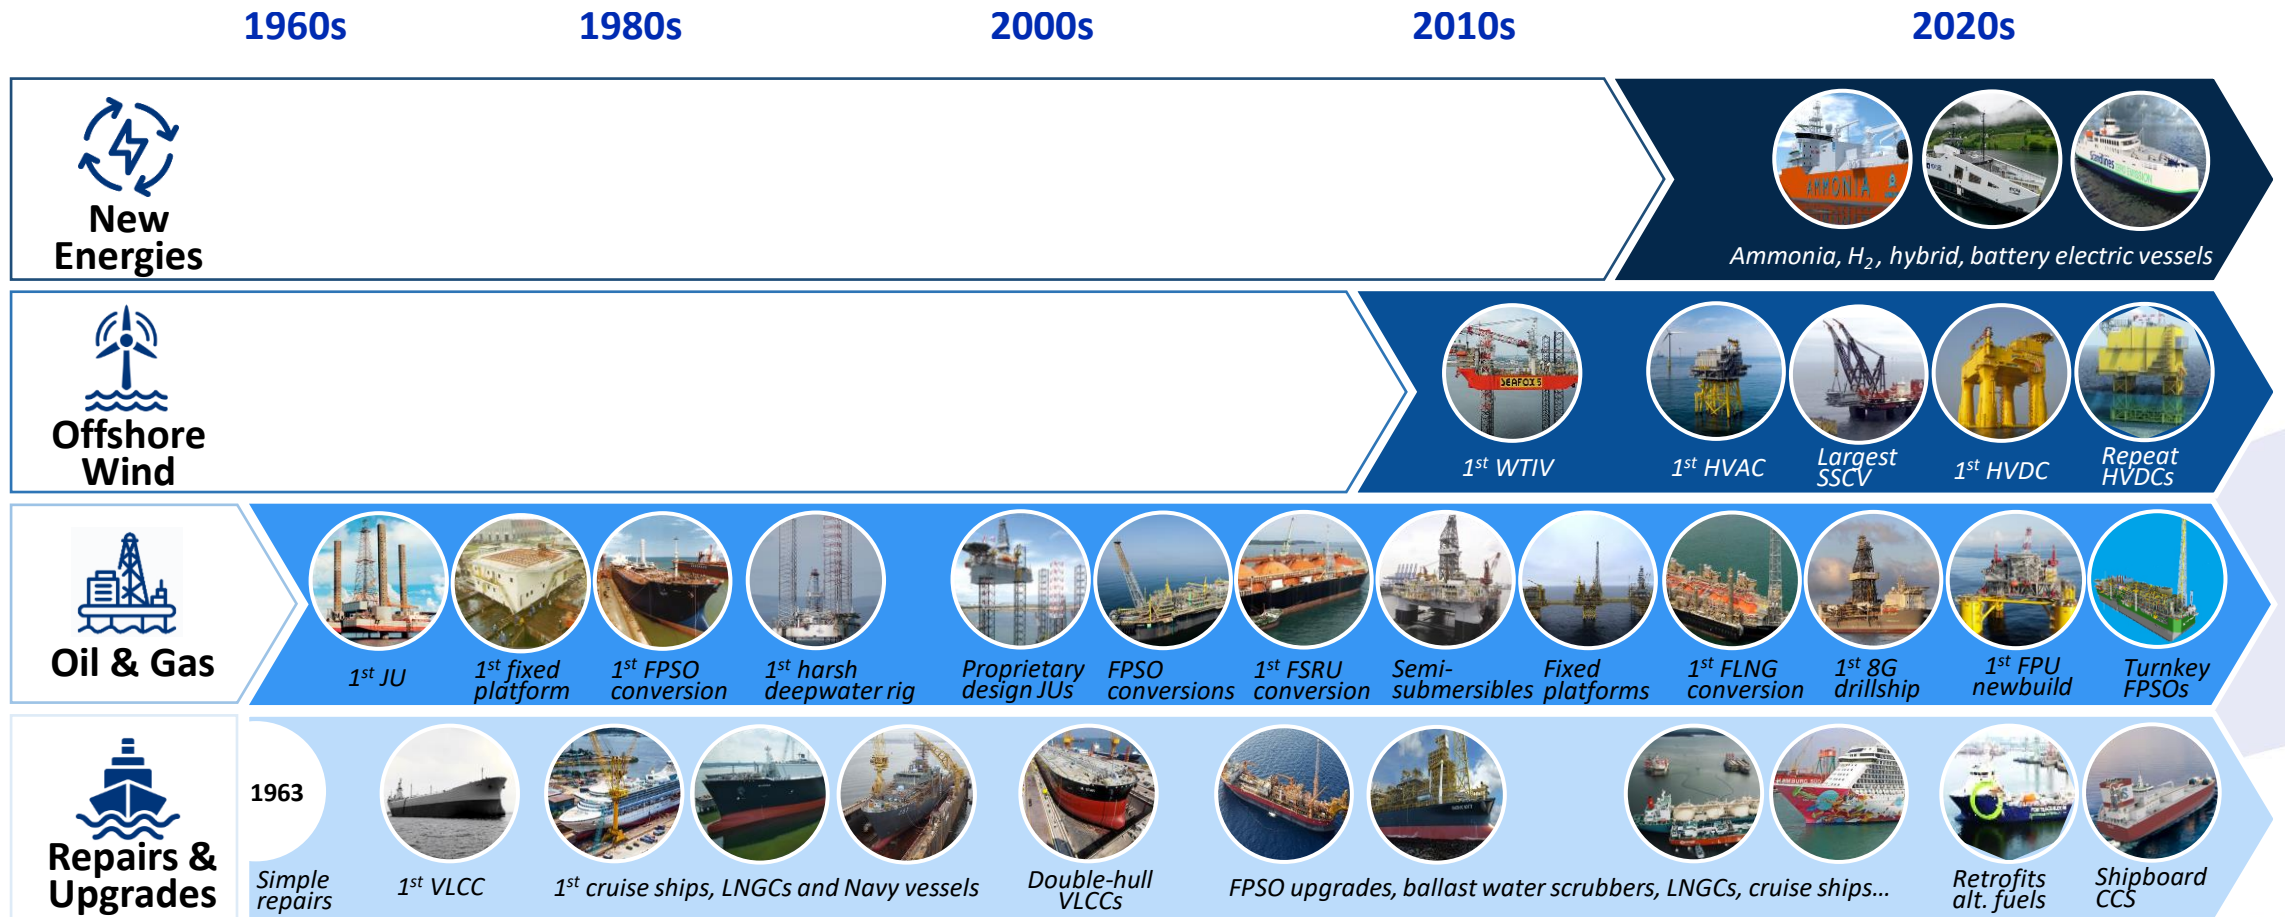 1960s
1980s
2000s
2010s
2020s
New
Energies
AMMONIA
Scandlines
Ammonia, H₂, hybrid, battery electric vessels
Offshore
Wind
SEAFOX 5
1st WTIV
1st HVAC
Largest
SSCV
1st HVDC
Repeat
HVDCs
Oil & Gas
1st JU
1st fixed
platform
1st FPSO
conversion
1st harsh
deepwater rig
Proprietary
design JUs
FPSO
conversions
1st FSRU
conversion
Semi-
submersibles
Fixed
platforms
1st FLNG
conversion
1st 8G
drillship
1st FPU
newbuild
Turnkey
FPSOs
Repairs &
Upgrades
1963
Simple
repairs
1st VLCC
1st cruise ships, LNGCs and Navy vessels
Double-hull
VLCCs
FPSO upgrades, ballast water scrubbers, LNGCs, cruise ships...
Retrofits
alt. fuels
Shipboard
CCS